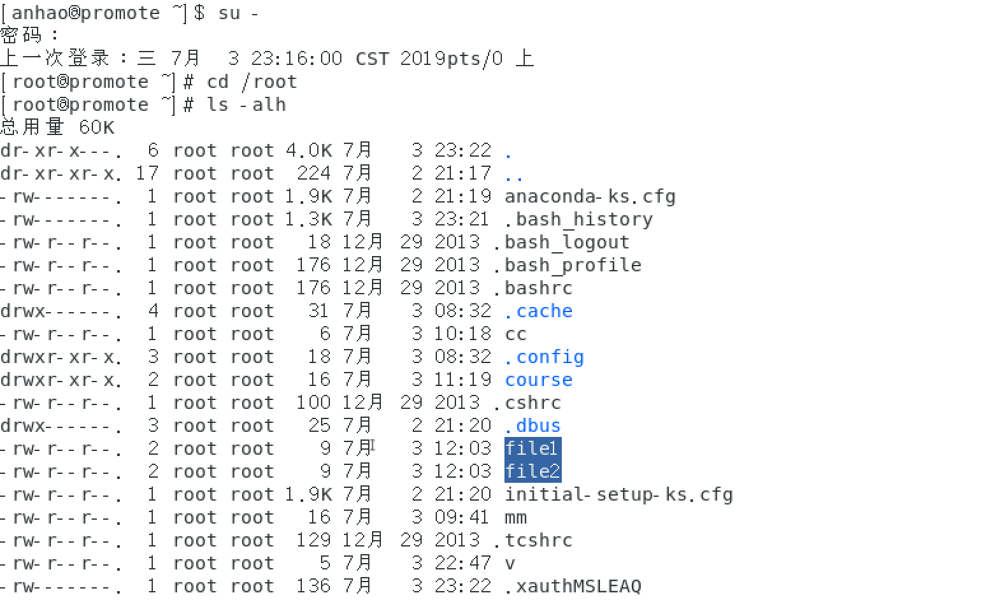 [anhao@promote ~]$ su -
密码：
上一次登录：三 7月  3 23:16:00 CST 2019pts/0 上
[root@promote ~]# cd /root
[root@promote ~]# ls -alh
总用量 60K
dr-xr-x---.  6 root root 4.0K 7月   3 23:22 .
dr-xr-xr-x. 17 root root  224 7月   2 21:17 ..
-rw-------.  1 root root 1.9K 7月   2 21:19 anaconda-ks.cfg
-rw-------.  1 root root 1.3K 7月   3 23:21 .bash_history
-rw-r--r--.  1 root root   18 12月 29 2013 .bash_logout
-rw-r--r--.  1 root root  176 12月 29 2013 .bash_profile
-rw-r--r--.  1 root root  176 12月 29 2013 .bashrc
drwx------.  4 root root   31 7月   3 08:32 .cache
-rw-r--r--.  1 root root    6 7月   3 10:18 cc
drwxr-xr-x.  3 root root   18 7月   3 08:32 .config
drwxr-xr-x.  2 root root   16 7月   3 11:19 course
-rw-r--r--.  1 root root  100 12月 29 2013 .cshrc
drwx------.  3 root root   25 7月   2 21:20 .dbus
-rw-r--r--.  2 root root    9 7月   3 12:03 file1
-rw-r--r--.  2 root root    9 7月   3 12:03 file2
-rw-r--r--.  1 root root 1.9K 7月   2 21:20 initial-setup-ks.cfg
-rw-r--r--.  1 root root   16 7月   3 09:41 mm
-rw-r--r--.  1 root root  129 12月 29 2013 .tcshrc
-rw-r--r--.  1 root root    5 7月   3 22:47 v
-rw-------.  1 root root  136 7月   3 23:22 .xauthMSLEAQ